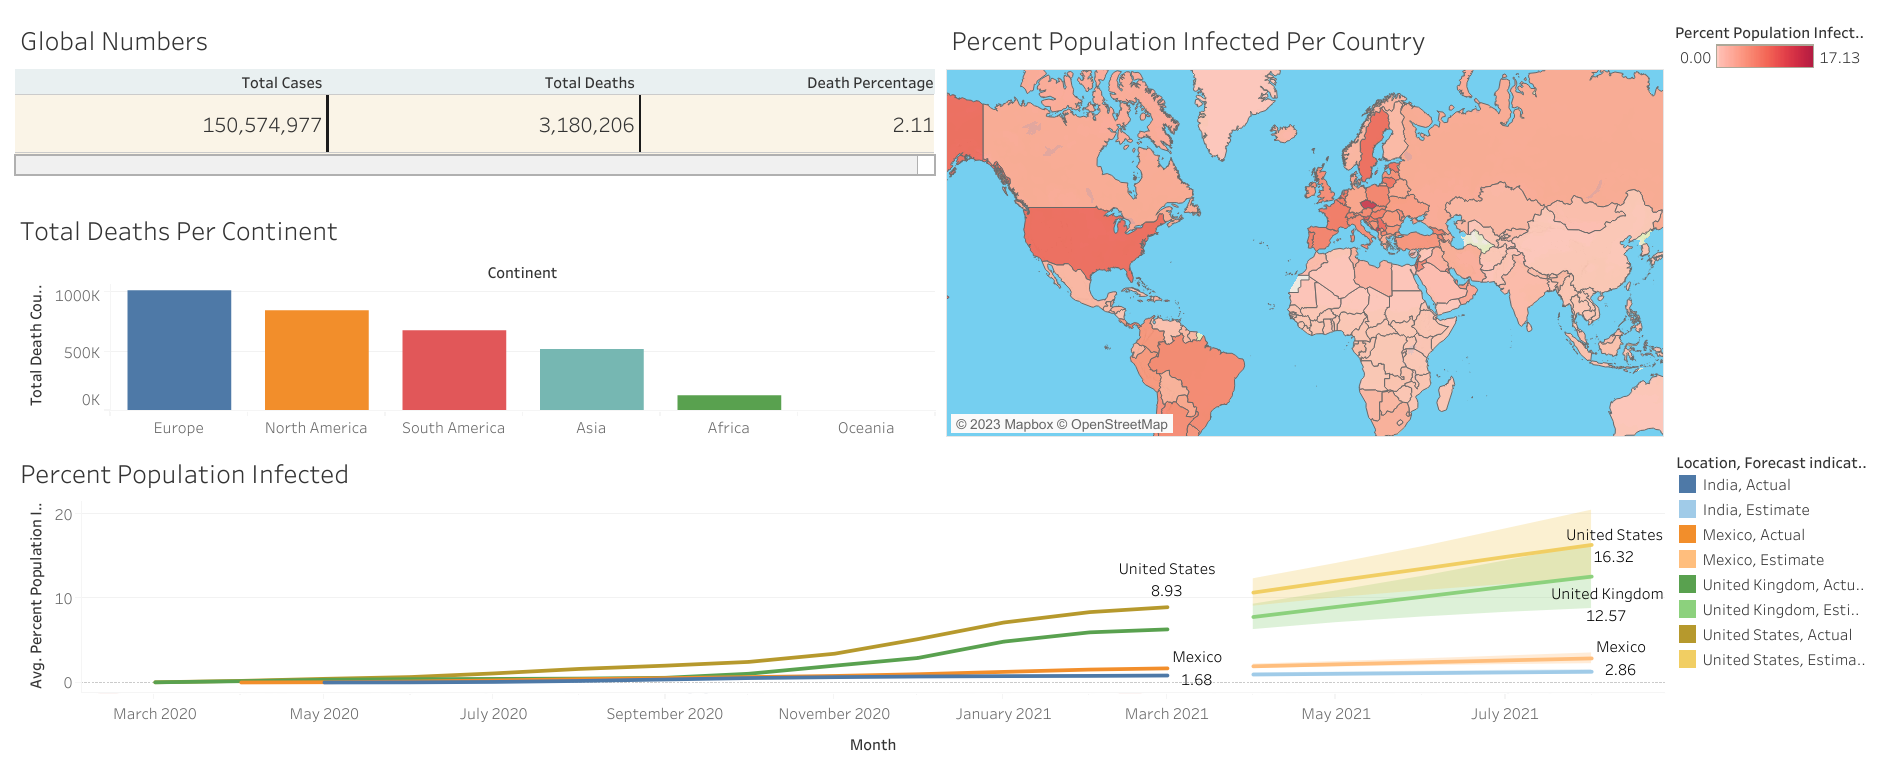 Global Numbers
Total Cases Total Deaths Death Percentage
150,574,977 3,180,206 2.11
Total Deaths Per Continent
Continent
Total Death Cou..
1000K
500K
0K
Europe North America South America Asia Africa Oceania
Percent Population Infected Per Country
© 2023 Mapbox © OpenStreetMap
Percent Population Infect..
0.00 17.13
Percent Population Infected
Avg. Percent Population I..
20
10
0
United States
8.93
Mexico
1.68
United States
16.32
United Kingdom
12.57
Mexico
2.86
March 2020 May 2020 July 2020 September 2020 November 2020 January 2021 March 2021 May 2021 July 2021
Month
Location, Forecast indicat..
India, Actual
India, Estimate
Mexico, Actual
Mexico, Estimate
United Kingdom, Actu..
United Kingdom, Esti..
United States, Actual
United States, Estima..